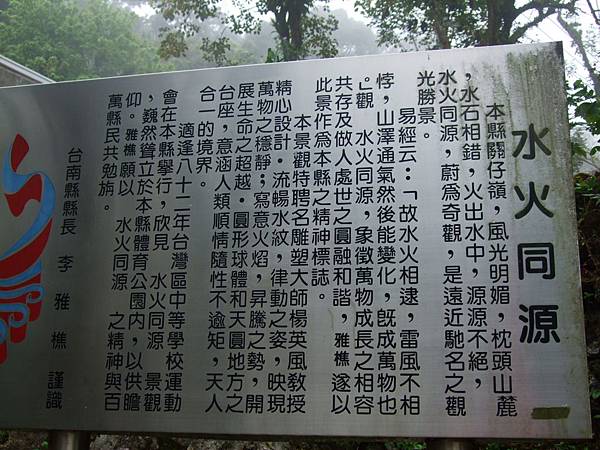 水火同源
本縣關仔嶺，風光明媚，枕頭山麓
，水石相錯，火出水中，源源不絕，
水火同源，蔚為奇觀，是遠近馳名之觀
光勝景。
易經云：「故水火相逮，雷風不相
悖，山澤通氣然後能變化，既成萬物也
」觀 水火同源，象徵萬物成長之相容
共存及做人處世之圓融和諧，雅樵遂以
此景作為本縣之精神標誌。
本景觀特聘名雕塑大師楊英風教授
精心設計．流暢水紋，律動之姿，映現
萬物之穩靜；寫意火焰，昇騰之勢，開
展生命之超越．圓形球體和天圓地方之
台座，意涵人類順情隨性不逾矩，天人
合一的境界。
適逢八十二年台灣區中等學校運動
會在本縣舉行，欣見 水火同源 景觀
，巍然聳立於本縣體育公園內，以供瞻
仰。雅樵願以 水火同源 之精神與百
萬縣民共勉旃。
台南縣縣長 李雅樵 謹識